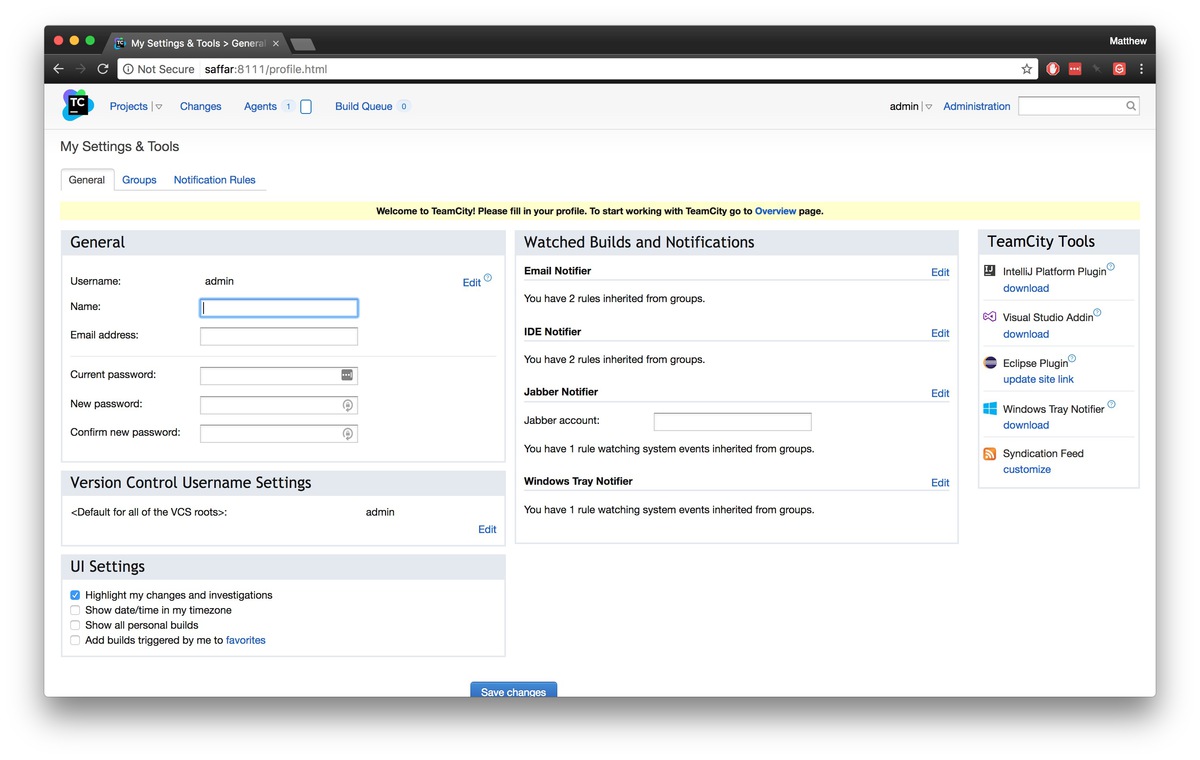 My Settings & Tools > General
Matthew
Not Secure saffar:8111/profile.html
TC
Projects Changes Agents 1 Build Queue 0 admin Administration
My Settings & Tools
General Groups Notification Rules
Welcome to TeamCity! Please fill in your profile. To start working with TeamCity go to Overview page.
General
Username: admin Edit ?
Name:
Email address:
Current password:
New password:
Confirm new password:
Version Control Username Settings
<Default for all of the VCS roots>: admin
Edit
UI Settings
Highlight my changes and investigations
Show date/time in my timezone
Show all personal builds
Add builds triggered by me to favorites
Save changes
Watched Builds and Notifications
Email Notifier Edit
You have 2 rules inherited from groups.
IDE Notifier Edit
You have 2 rules inherited from groups.
Jabber Notifier Edit
Jabber account:
You have 1 rule watching system events inherited from groups.
Windows Tray Notifier Edit
You have 1 rule watching system events inherited from groups.
TeamCity Tools
IJ IntelliJ Platform Plugin ?
download
Visual Studio Addin ?
download
Eclipse Plugin ?
update site link
Windows Tray Notifier ?
download
Syndication Feed
customize